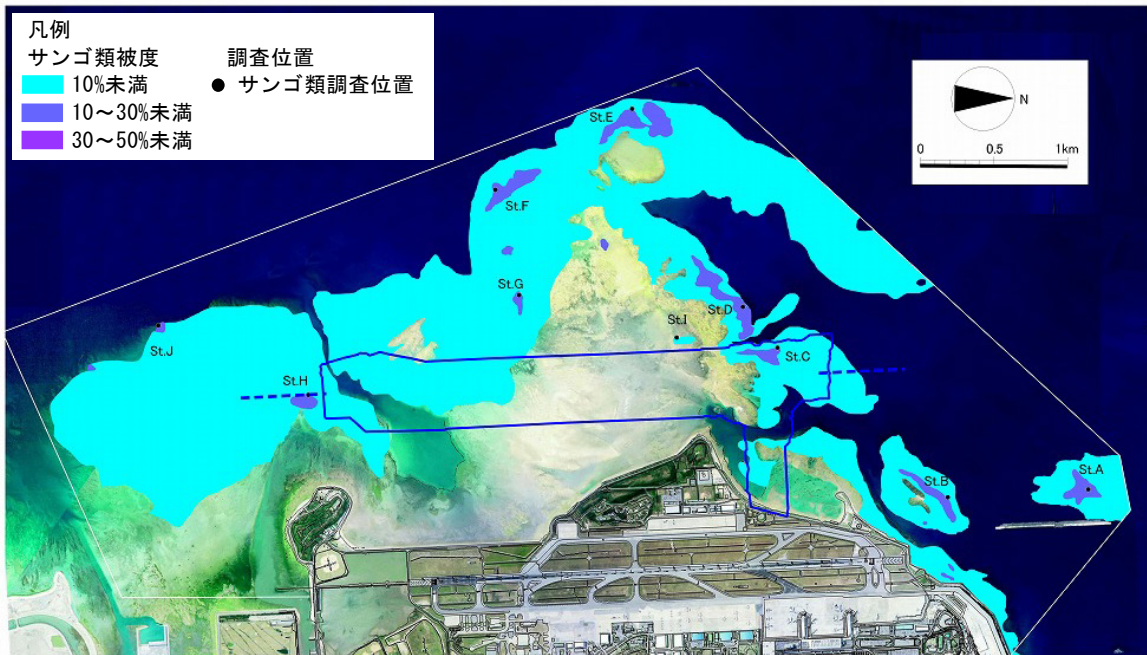 凡例
サンゴ類被度
10%未満
10～30%未満
30～50%未満
調査位置
サンゴ類調査位置
N
0 0.5 1km
St.E
St.F
St.G
St.D
St.I
St.J
St.C
St.H
St.A
St.B